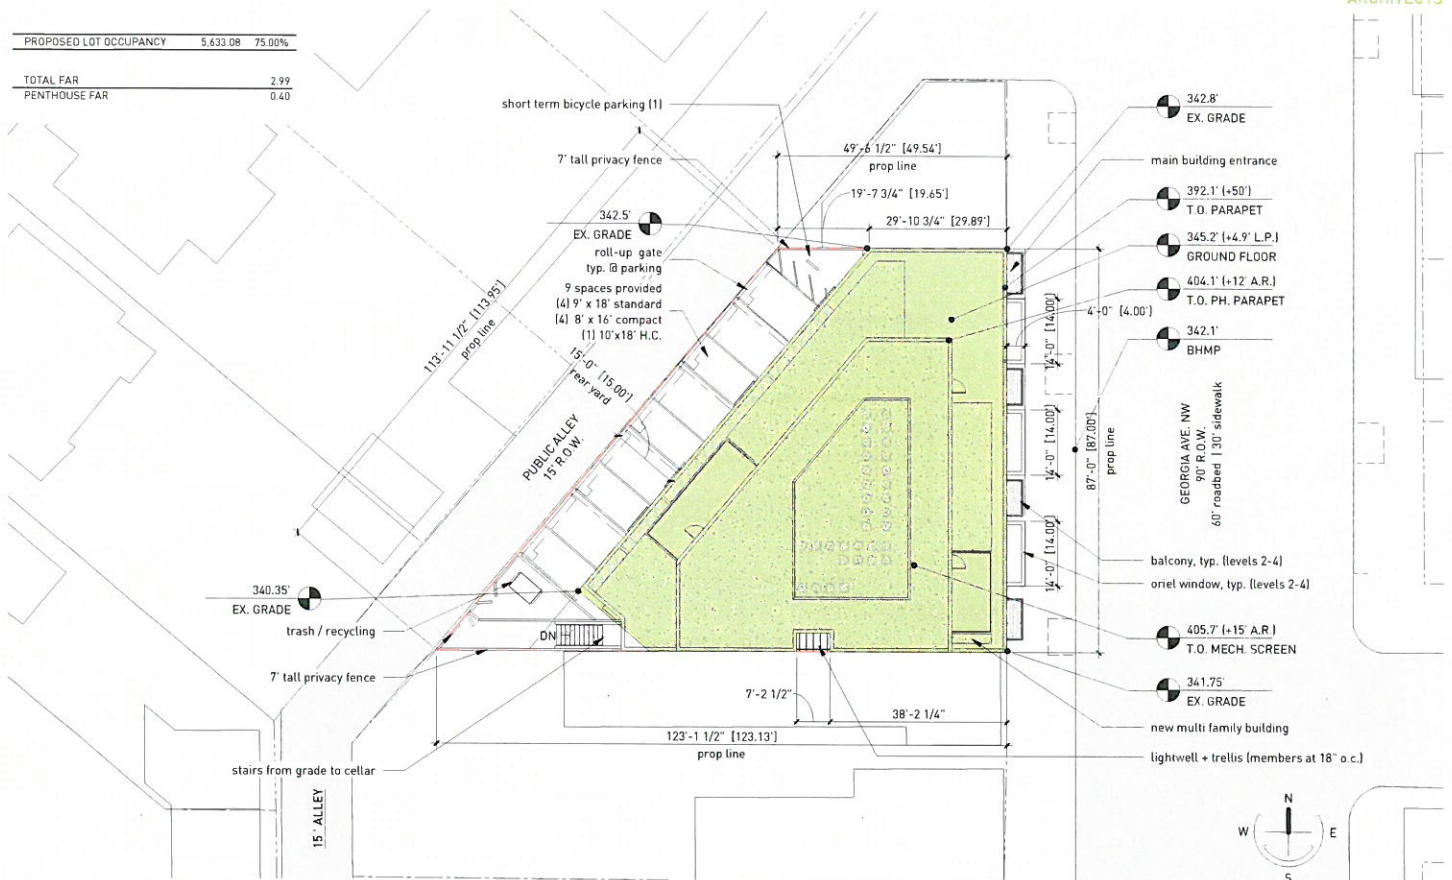 ARCHITECTS
PROPOSED LOT OCCUPANCY 5,633.08 75.00%
TOTAL FAR 2.99
PENTHOUSE FAR 0.40
short term bicycle parking (1)
7' tall privacy fence
342.5'
EX. GRADE
roll-up gate
typ. @ parking
9 spaces provided
(4) 9' x 18' standard
(4) 8' x 16' compact
(1) 10'x18' H.C.
113'-11 1/2" [113.95']
prop line
15'-0" [15.00']
rear yard
PUBLIC ALLEY
15' R.O.W.
49'-6 1/2" [49.54']
prop line
19'-7 3/4" [19.65']
29'-10 3/4" [29.89']
342.8'
EX. GRADE
main building entrance
392.1' (+50')
T.O. PARAPET
345.2' (+4.9' L.P.)
GROUND FLOOR
404.1' (+12' A.R.)
T.O. PH. PARAPET
4'-0" [4.00']
342.1'
BHMP
14'-0" [14.00']
14'-0" [14.00']
14'-0" [14.00']
87'-0" [87.00']
prop line
GEORGIA AVE. NW
90' R.O.W.
60' roadbed | 30' sidewalk
balcony, typ. (levels 2-4)
oriel window, typ. (levels 2-4)
340.35'
EX. GRADE
trash / recycling
DN
7' tall privacy fence
405.7' (+15' A.R.)
T.O. MECH. SCREEN
341.75'
EX. GRADE
7'-2 1/2"
38'-2 1/4"
new multi family building
123'-1 1/2" [123.13']
prop line
lightwell + trellis (members at 18" o.c.)
stairs from grade to cellar
15' ALLEY
N
W E
S